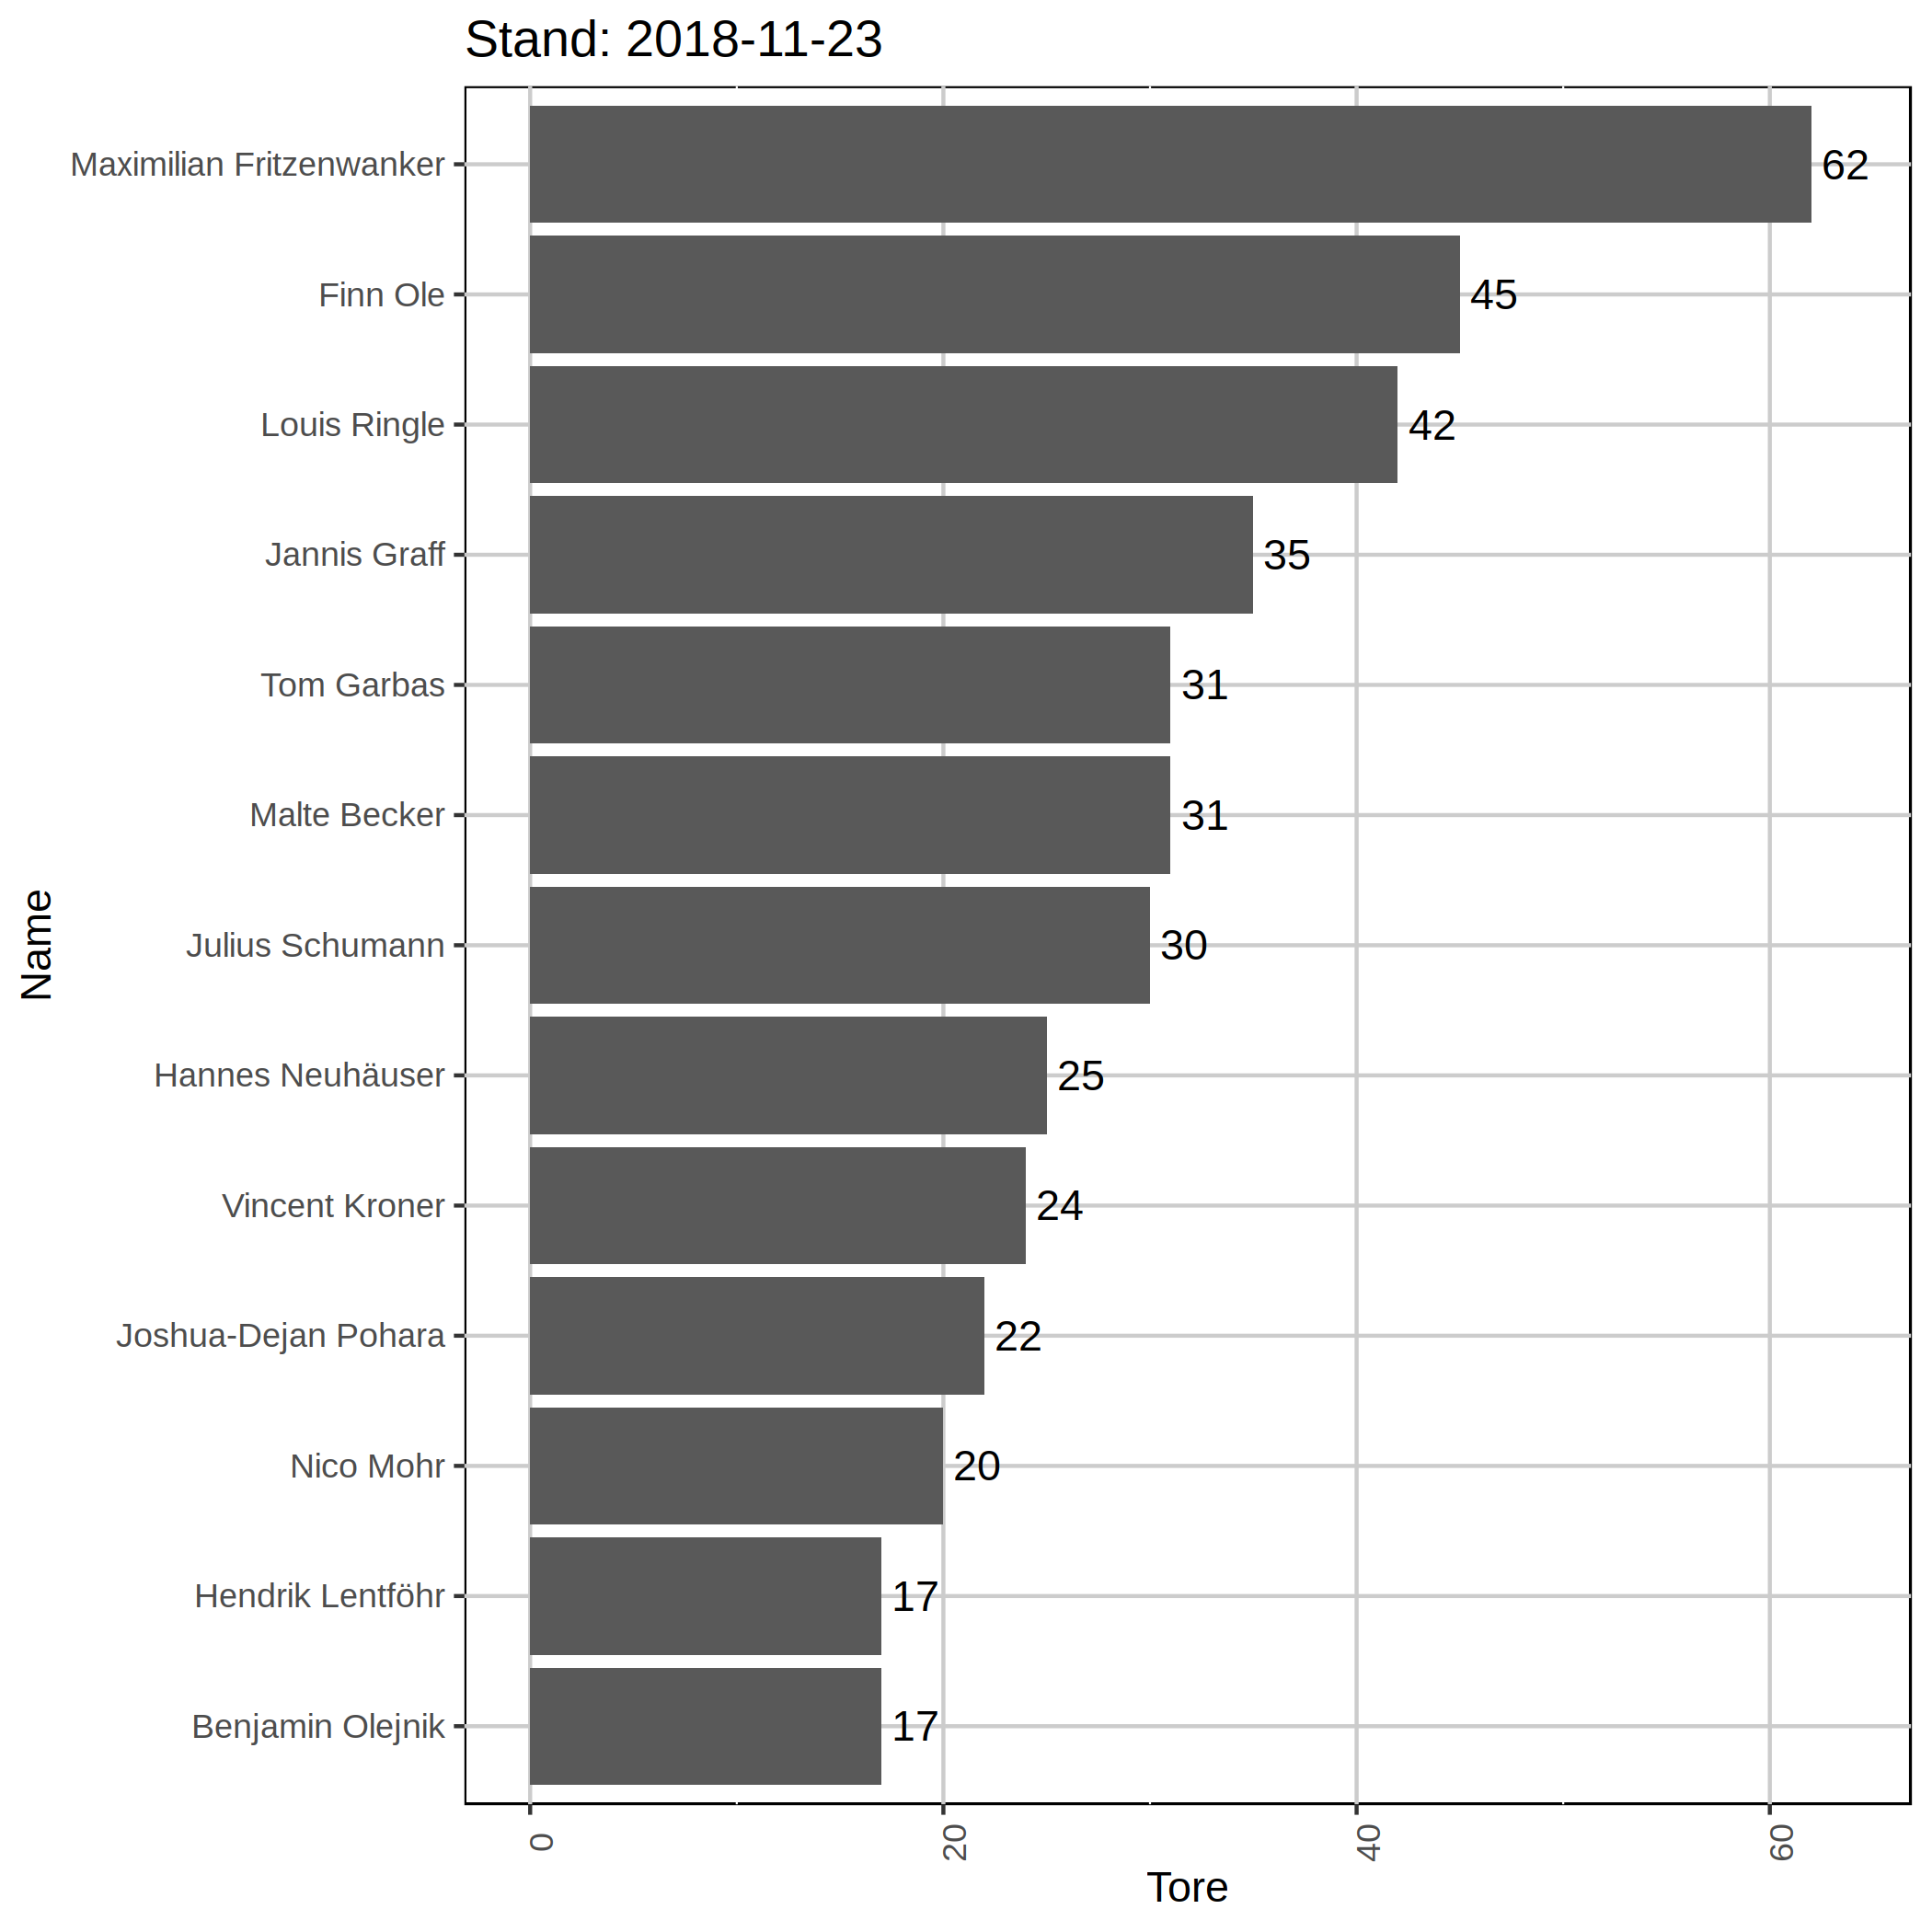 Stand: 2018-11-23
Maximilian Fritzenwanker 62
Finn Ole 45
Louis Ringle 42
Jannis Graff 35
Tom Garbas 31
Malte Becker 31
Julius Schumann 30
Hannes Neuhäuser 25
Vincent Kroner 24
Joshua-Dejan Pohara 22
Nico Mohr 20
Hendrik Lentföhr 17
Benjamin Olejnik 17
Name
0 20 40 60
Tore